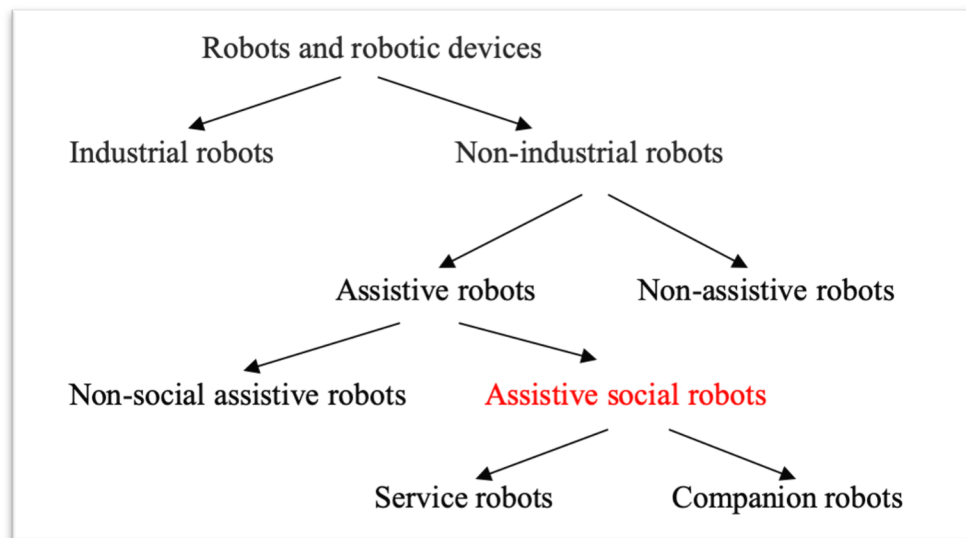 Robots and robotic devices
Industrial robots
Non-industrial robots
Assistive robots
Non-assistive robots
Non-social assistive robots
Assistive social robots
Service robots
Companion robots